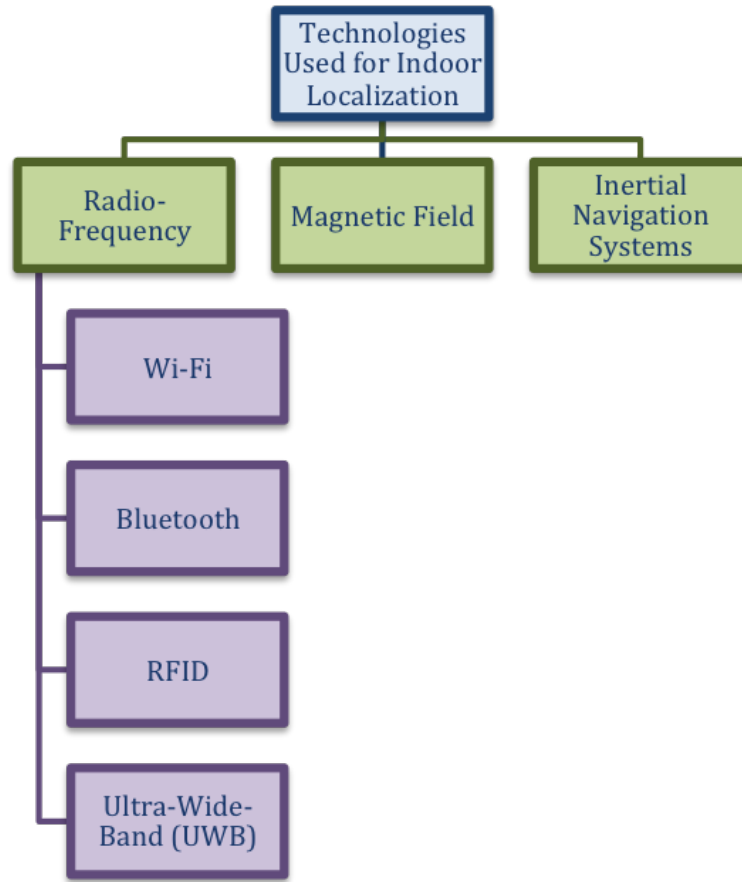 Technologies
Used for Indoor
Localization
Radio-
Frequency
Magnetic Field
Inertial
Navigation
Systems
Wi-Fi
Bluetooth
RFID
Ultra-Wide-
Band (UWB)